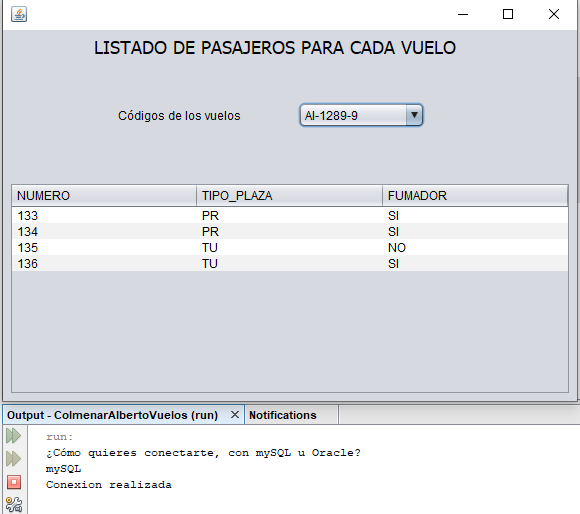 LISTADO DE PASAJEROS PARA CADA VUELO
Códigos de los vuelos AI-1289-9
NUMERO TIPO_PLAZA FUMADOR
133 PR SI
134 PR SI
135 TU NO
136 TU SI
Output - ColmenarAlbertoVuelos (run) Notifications
run:
¿Cómo quieres conectarte, con mySQL u Oracle?
mySQL
Conexion realizada